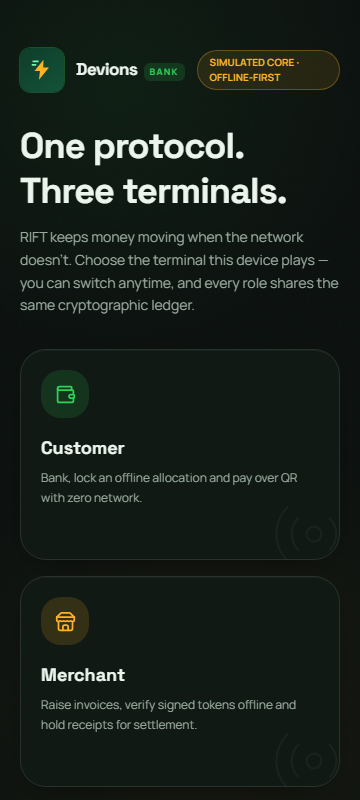 Devions BANK
SIMULATED CORE ·
OFFLINE-FIRST
One protocol.
Three terminals.
RIFT keeps money moving when the network
doesn't. Choose the terminal this device plays —
you can switch anytime, and every role shares the
same cryptographic ledger.
Customer
Bank, lock an offline allocation and pay over QR
with zero network.
Merchant
Raise invoices, verify signed tokens offline and
hold receipts for settlement.